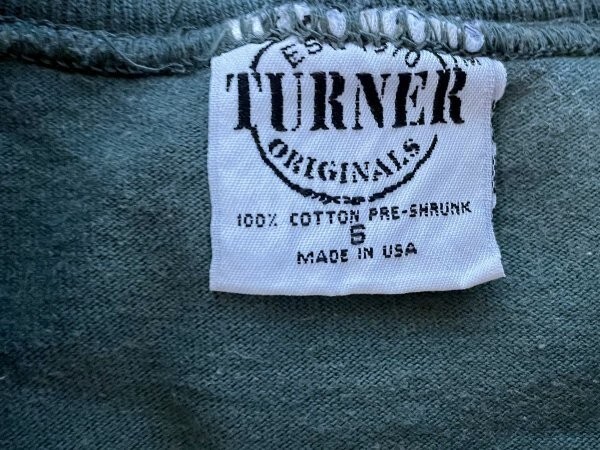 TURNER
ORIGINALS
100% COTTON PRE-SHRUNK
S
MADE IN USA